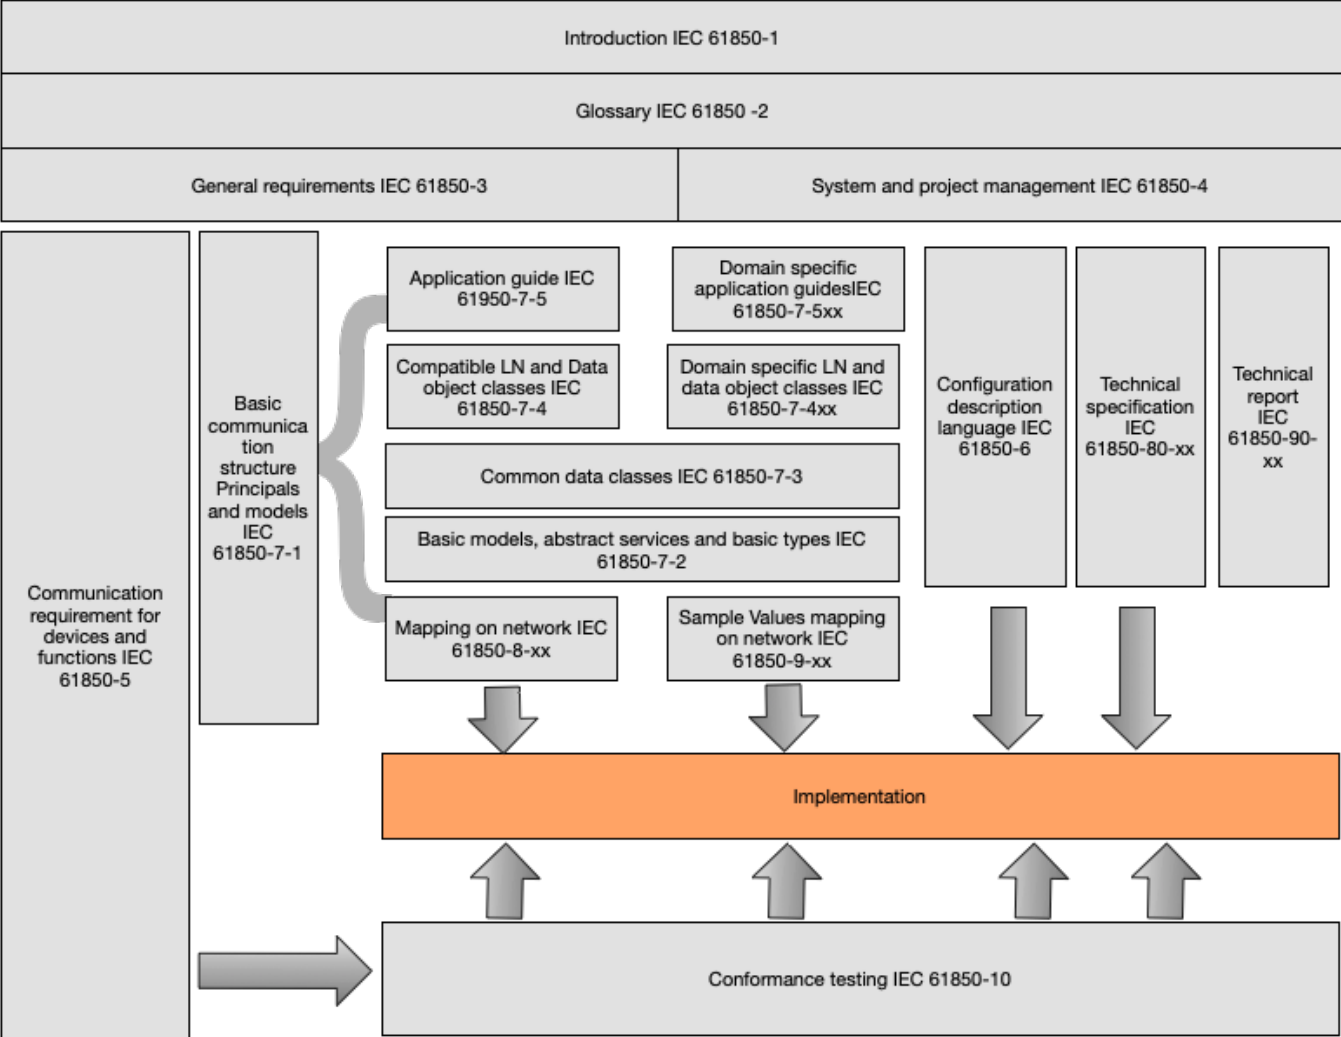 Introduction IEC 61850-1
Glossary IEC 61850 -2
General requirements IEC 61850-3
System and project management IEC 61850-4
Communication
requirement for
devices and
functions IEC
61850-5
Basic
communica
tion
structure
Principals
and models
IEC
61850-7-1
Application guide IEC
61950-7-5
Domain specific
application guidesIEC
61850-7-5xx
Compatible LN and Data
object classes IEC
61850-7-4
Domain specific LN and
data object classes IEC
61850-7-4xx
Common data classes IEC 61850-7-3
Basic models, abstract services and basic types IEC
61850-7-2
Mapping on network IEC
61850-8-xx
Sample Values mapping
on network IEC
61850-9-xx
Configuration
description
language IEC
61850-6
Technical
specification
IEC
61850-80-xx
Technical
report
IEC
61850-90-
xx
Implementation
Conformance testing IEC 61850-10